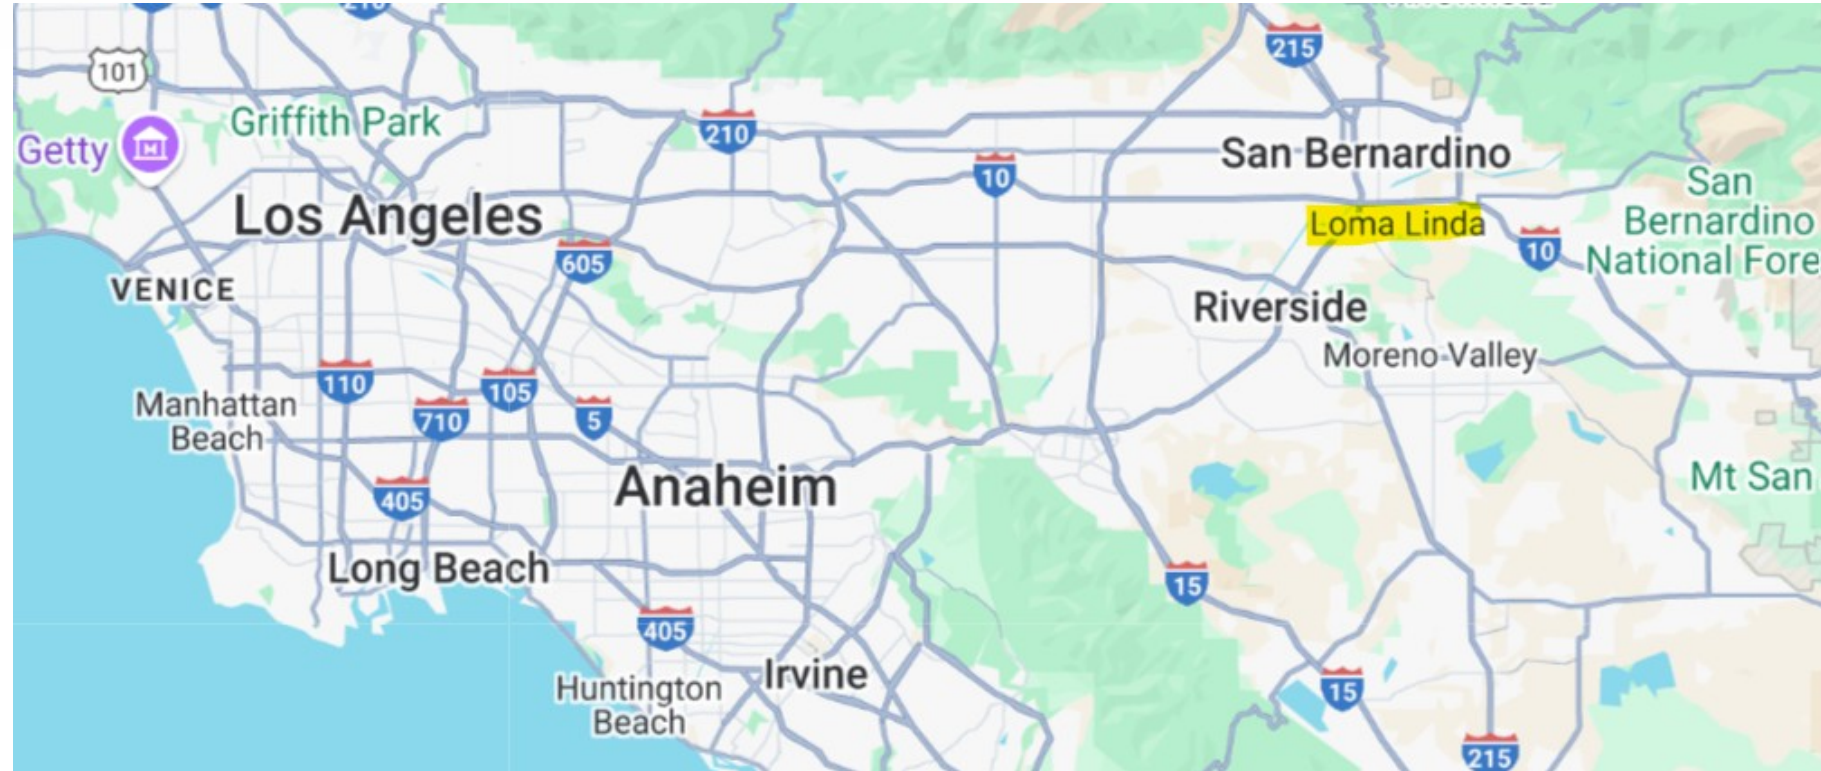 210
215
101
Griffith Park
Getty
210
San Bernardino
10
San
Bernardino
National Fore
Los Angeles
Loma Linda
10
605
VENICE
Riverside
Moreno Valley
110
105
Manhattan
Beach
710
5
405
Anaheim
Mt San
Long Beach
15
405
Irvine
Huntington
Beach
15
215